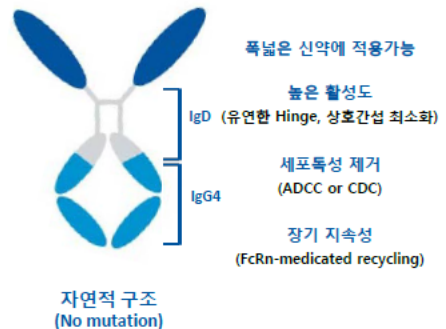 폭넓은 신약에 적용가능
높은 활성도
IgD (유연한 Hinge, 상호간섭 최소화)
세포독성 제거
(ADCC or CDC)
IgG4
장기 지속성
(FcRn-medicated recycling)
자연적 구조
(No mutation)